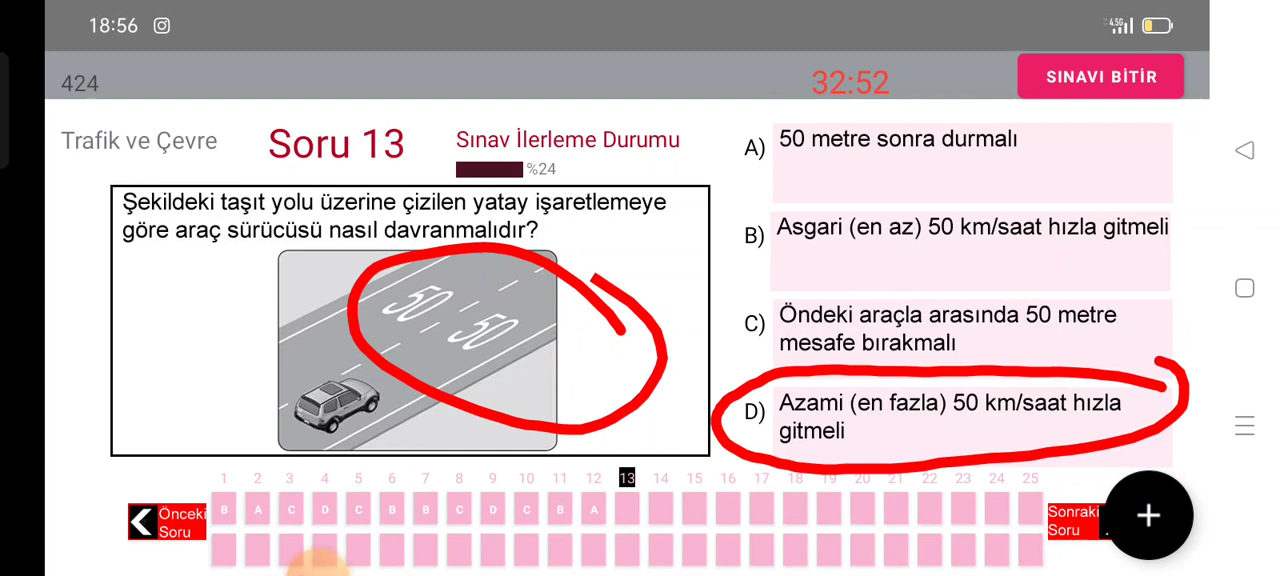 18:56
4.5G
424
32:52
SINAVI BİTİR
Trafik ve Çevre
Soru 13
Sınav İlerleme Durumu
%24
Şekildeki taşıt yolu üzerine çizilen yatay işaretlemeye
göre araç sürücüsü nasıl davranmalıdır?
50
50
A) 50 metre sonra durmalı
B) Asgari (en az) 50 km/saat hızla gitmeli
C) Öndeki araçla arasında 50 metre
mesafe bırakmalı
D) Azami (en fazla) 50 km/saat hızla
gitmeli
1 2 3 4 5 6 7 8 9 10 11 12 13 14 15 16 17 18 19 20 21 22 23 24 25
Önceki
Soru
B A C D C B B C D C B A
Sonraki
Soru
+